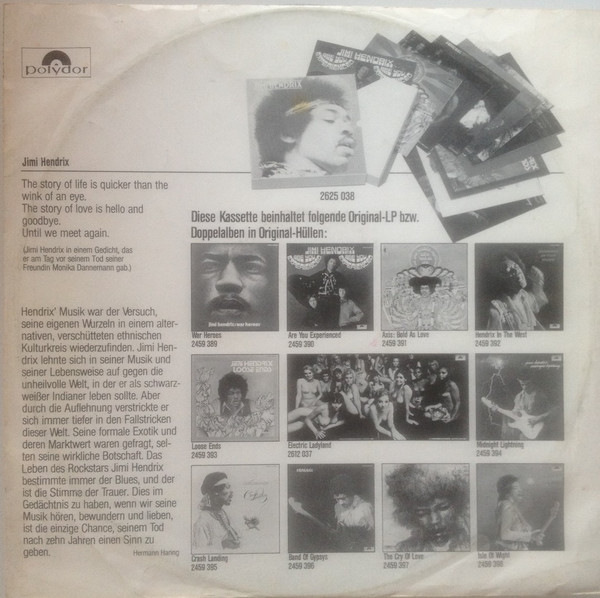 polydor
JIMI HENDRIX
HENDRIX
2625 038
Jimi Hendrix
The story of life is quicker than the
wink of an eye.
The story of love is hello and
goodbye.
Until we meet again.
(Jimi Hendrix in einem Gedicht, das
er am Tag vor seinem Tod seiner
Freundin Monika Dannemann gab.)
Hendrix' Musik war der Versuch,
seine eigenen Wurzeln in einem alter-
nativen, verschütteten ethnischen
Kulturkreis wiederzufinden. Jimi Hen-
drix lehnte sich in seiner Musik und
seiner Lebensweise auf gegen die
unheilvolle Welt, in der er als schwarz-
weißer Indianer leben sollte. Aber
durch die Auflehnung verstrickte er
sich immer tiefer in den Fallstricken
dieser Welt. Seine formale Exotik und
deren Marktwert waren gefragt, sel-
ten seine wirkliche Botschaft. Das
Leben des Rockstars Jimi Hendrix
bestimmte immer der Blues, und der
ist die Stimme der Trauer. Dies im
Gedächtnis zu haben, wenn wir seine
Musik hören, bewundern und lieben,
ist die einzige Chance, seinem Tod
nach zehn Jahren einen Sinn zu
geben.
Hermann Haring
Diese Kassette beinhaltet folgende Original-LP bzw.
Doppelalben in Original-Hüllen:
jimi hendrix/war heroes
War Heroes
2459 389
JIMI HENDRIX
Are You Experienced
2459 390
Axis: Bold As Love
2459 391
Hendrix In The West
2459 392
JIMI HENDRIX
LOOSE ENDS
Loose Ends
2459 393
Electric Ladyland
2612 037
Midnight Lightning
2459 394
Crash Landing
2459 395
Band Of Gypsys
2459 396
The Cry Of Love
2459 397
Isle Of Wight
2459 398